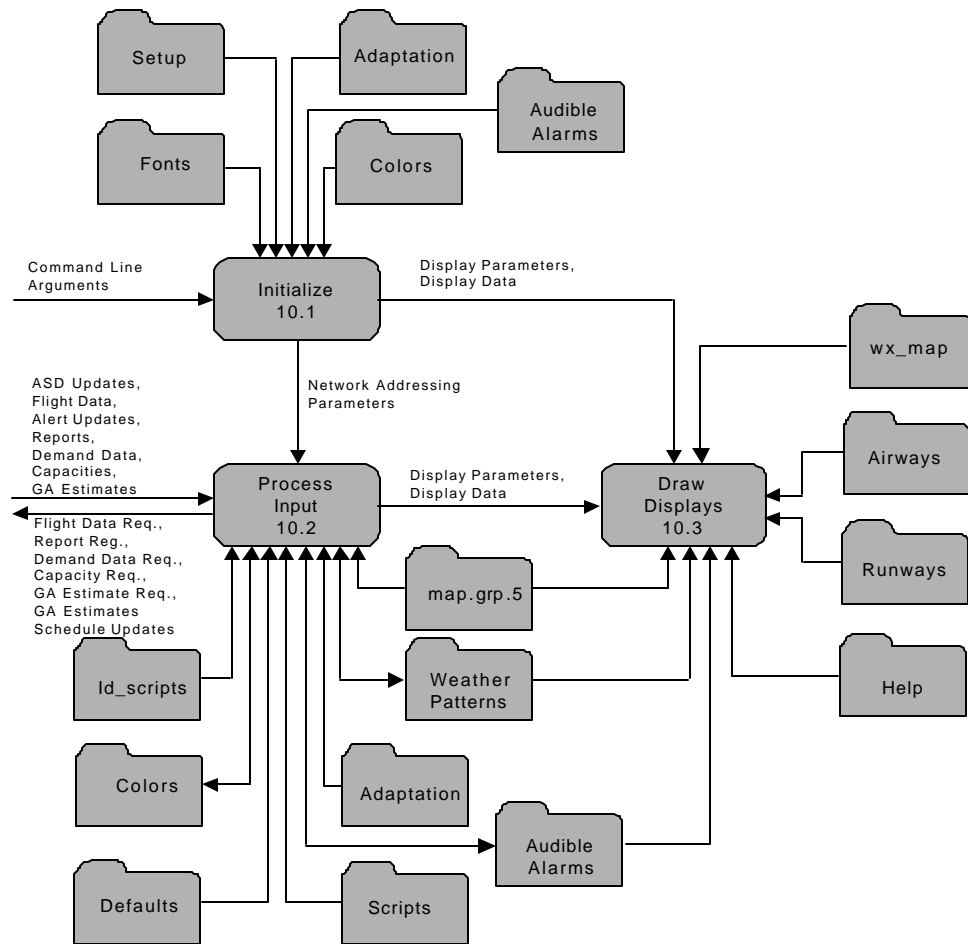 Setup
Adaptation
Audible
Alarms
Fonts
Colors
Command Line
Arguments
Initialize
10.1
Display Parameters,
Display Data
wx_map
Network Addressing
Parameters
ASD Updates,
Flight Data,
Alert Updates,
Reports,
Demand Data,
Capacities,
GA Estimates
Process
Input
10.2
Display Parameters,
Display Data
Draw
Displays
10.3
Airways
Runways
Flight Data Req.,
Report Reg.,
Demand Data Req.,
Capacity Req.,
GA Estimate Req.,
GA Estimates
Schedule Updates
map.grp.5
Id_scripts
Weather
Patterns
Help
Colors
Adaptation
Audible
Alarms
Defaults
Scripts